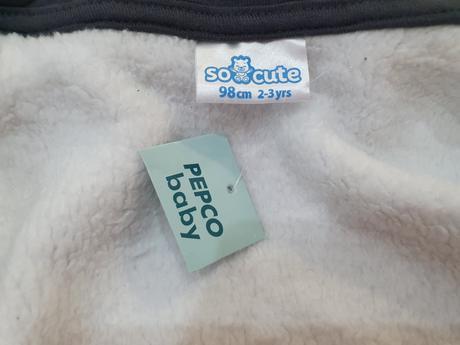 so cute
98cm 2-3yrs
PEPCO
baby